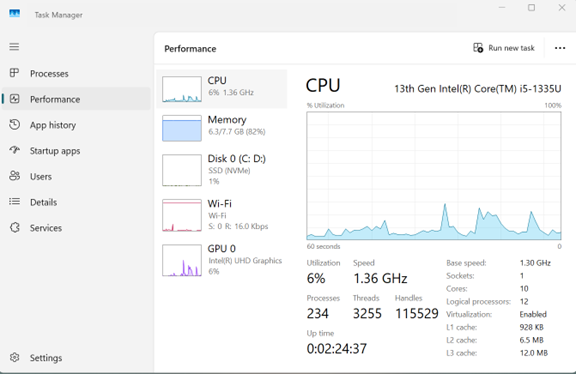 Task Manager
Processes
Performance
App history
Startup apps
Users
Details
Services
Settings
Performance
Run new task
CPU
6% 1.36 GHz
Memory
6.3/7.7 GB (82%)
Disk 0 (C: D:)
SSD (NVMe)
1%
Wi-Fi
Wi-Fi
S: 0 R: 16.0 Kbps
GPU 0
Intel(R) UHD Graphics
6%
CPU 13th Gen Intel(R) Core(TM) i5-1335U
% Utilization 100%
60 seconds 0
Utilization Speed
6% 1.36 GHz
Processes Threads Handles
234 3255 115529
Up time
0:02:24:37
Base speed: 1.30 GHz
Sockets: 1
Cores: 10
Logical processors: 12
Virtualization: Enabled
L1 cache: 928 KB
L2 cache: 6.5 MB
L3 cache: 12.0 MB